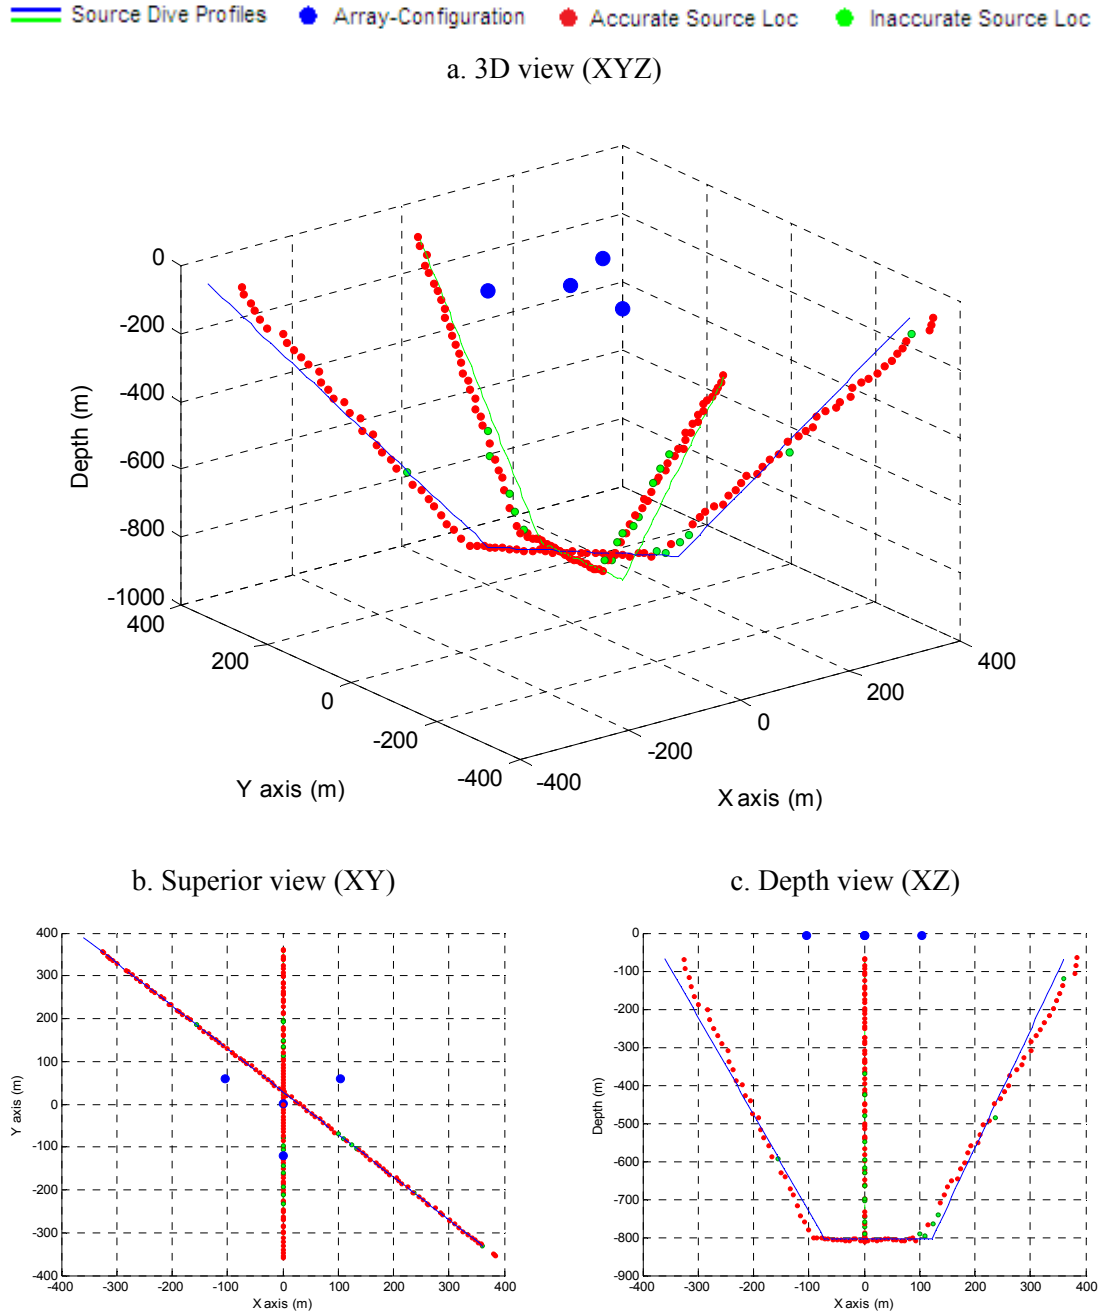 Source Dive Profiles Array-Configuration Accurate Source Loc Inaccurate Source Loc
a. 3D view (XYZ)
0
-200
-400
-600
-800
-1000
Depth (m)
400
200
0
-200
-400
Y axis (m)
-400
-200
0
200
400
X axis (m)
b. Superior view (XY)
400
300
200
100
0
-100
-200
-300
-400
Y axis (m)
-400 -300 -200 -100 0 100 200 300 400
X axis (m)
c. Depth view (XZ)
0
-100
-200
-300
-400
-500
-600
-700
-800
-900
Depth (m)
-400 -300 -200 -100 0 100 200 300 400
X axis (m)